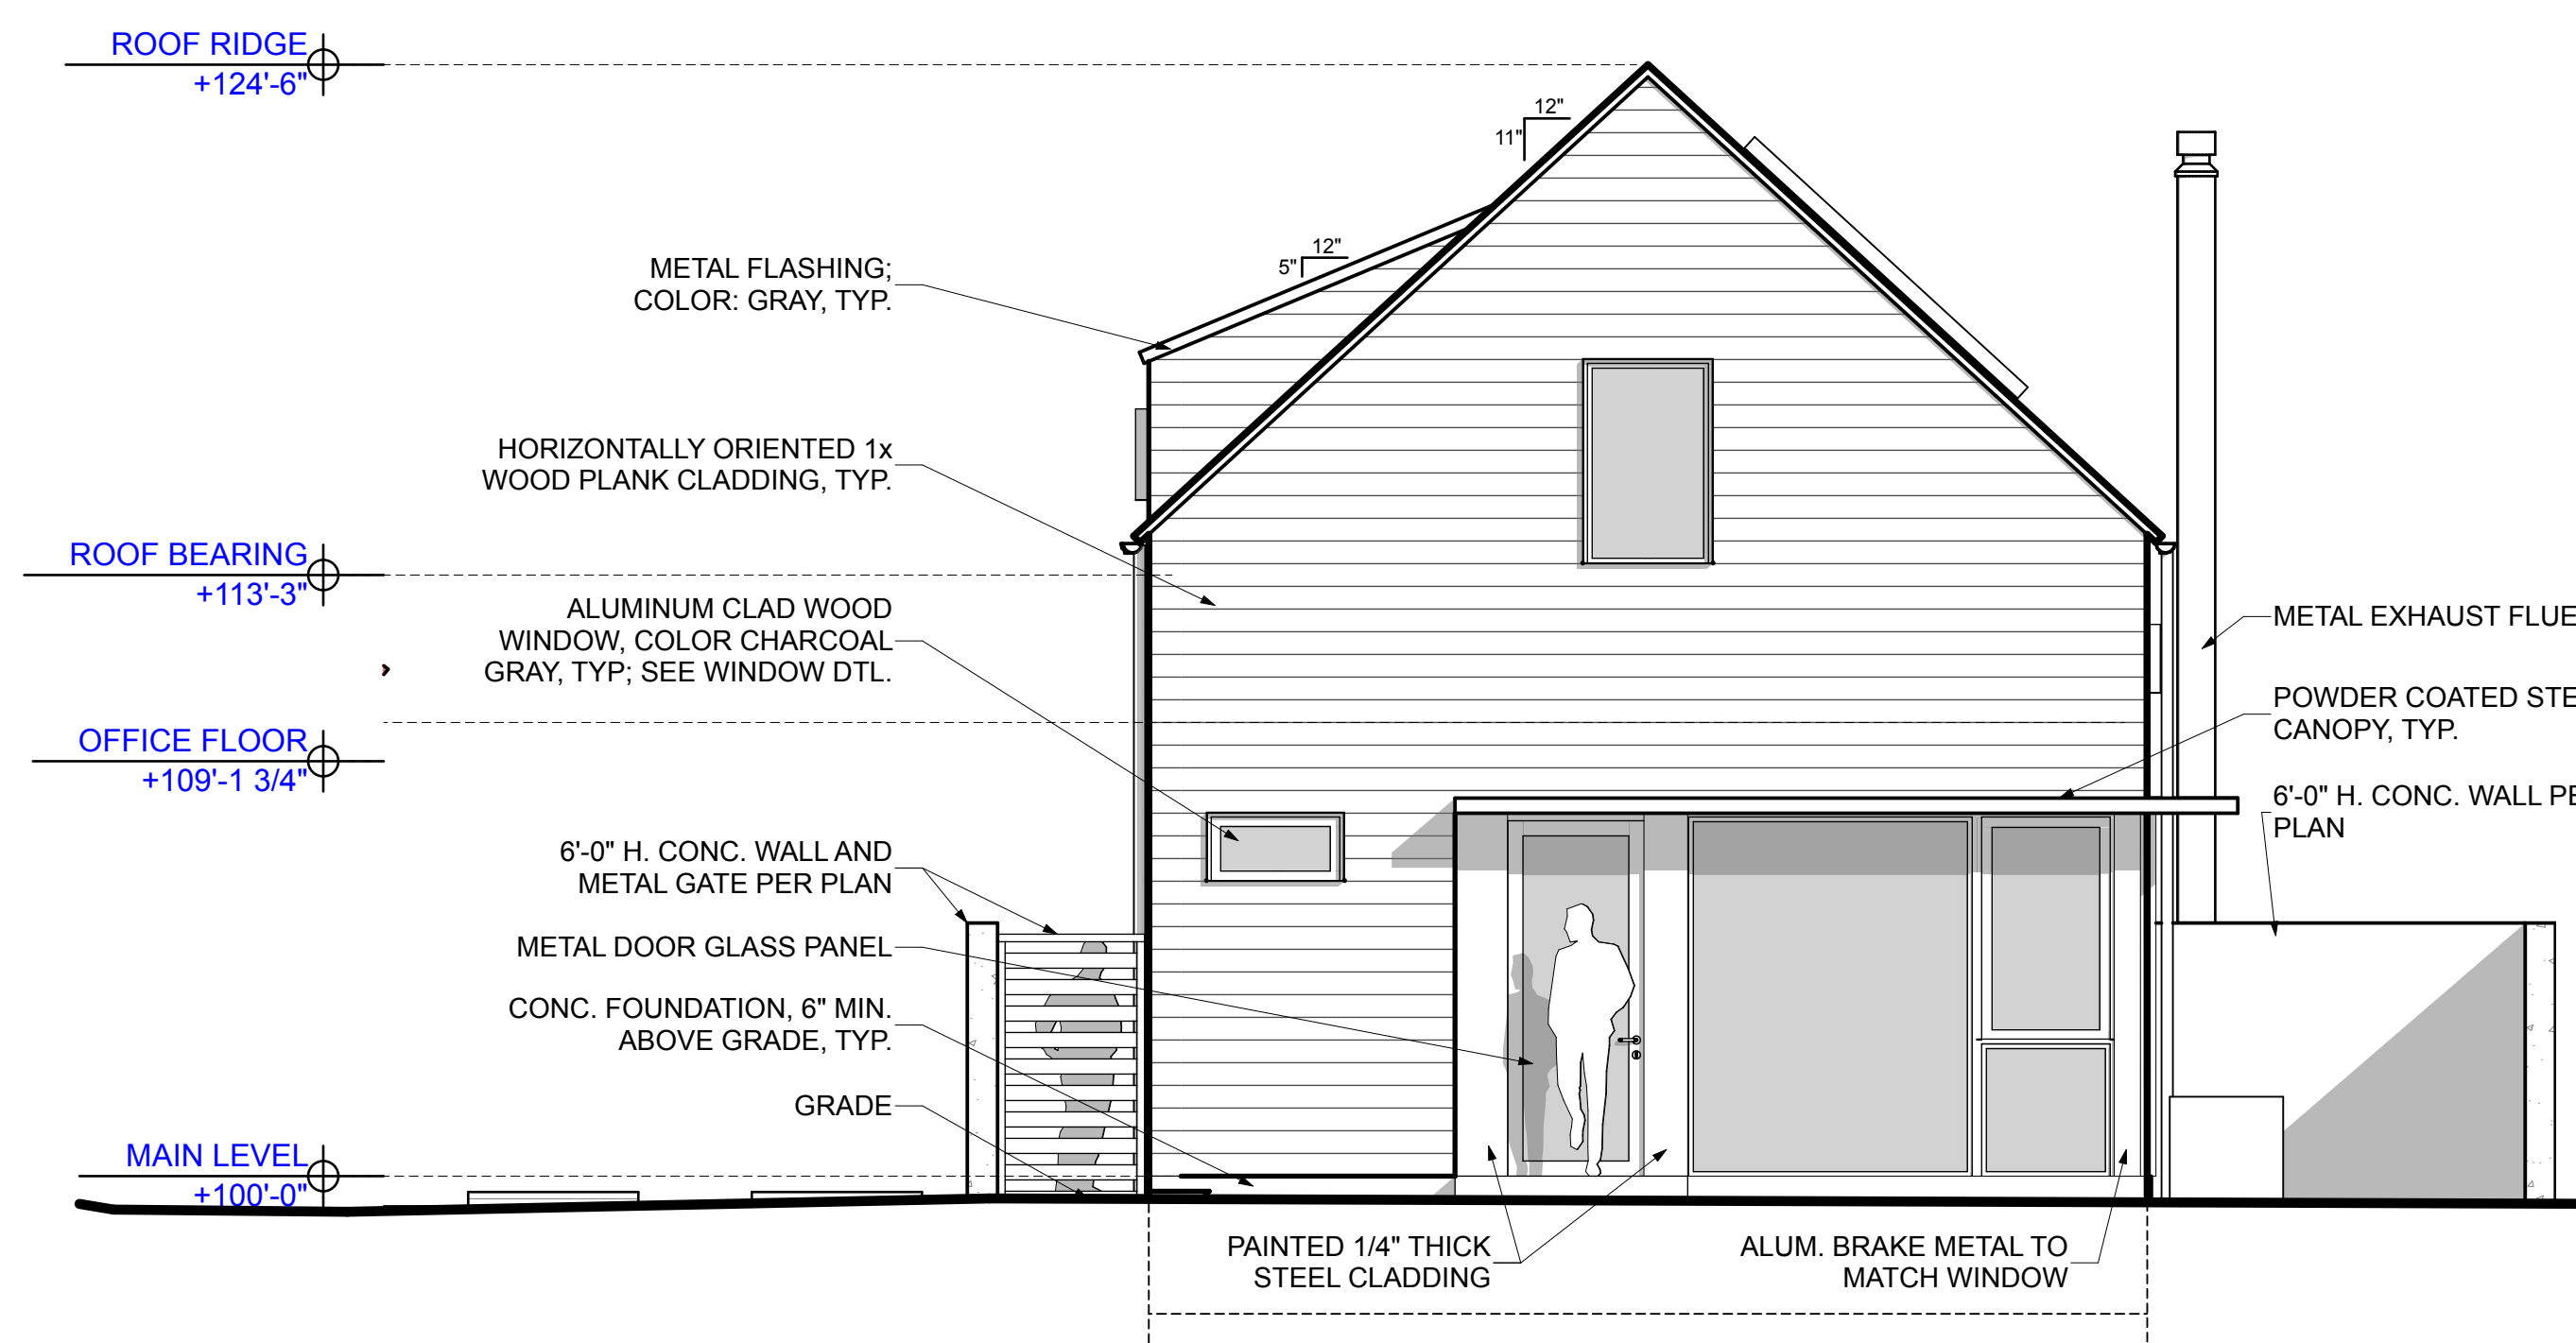 ROOF RIDGE
+124'-6"
12"
11"
12"
5"
METAL FLASHING;
COLOR: GRAY, TYP.
HORIZONTALLY ORIENTED 1x
WOOD PLANK CLADDING, TYP.
ROOF BEARING
+113'-3"
ALUMINUM CLAD WOOD
WINDOW, COLOR CHARCOAL
GRAY, TYP; SEE WINDOW DTL.
METAL EXHAUST FLUE
POWDER COATED STE
CANOPY, TYP.
OFFICE FLOOR
+109'-1 3/4"
6'-0" H. CONC. WALL PE
PLAN
6'-0" H. CONC. WALL AND
METAL GATE PER PLAN
METAL DOOR GLASS PANEL
CONC. FOUNDATION, 6" MIN.
ABOVE GRADE, TYP.
GRADE
MAIN LEVEL
+100'-0"
PAINTED 1/4" THICK
STEEL CLADDING
ALUM. BRAKE METAL TO
MATCH WINDOW